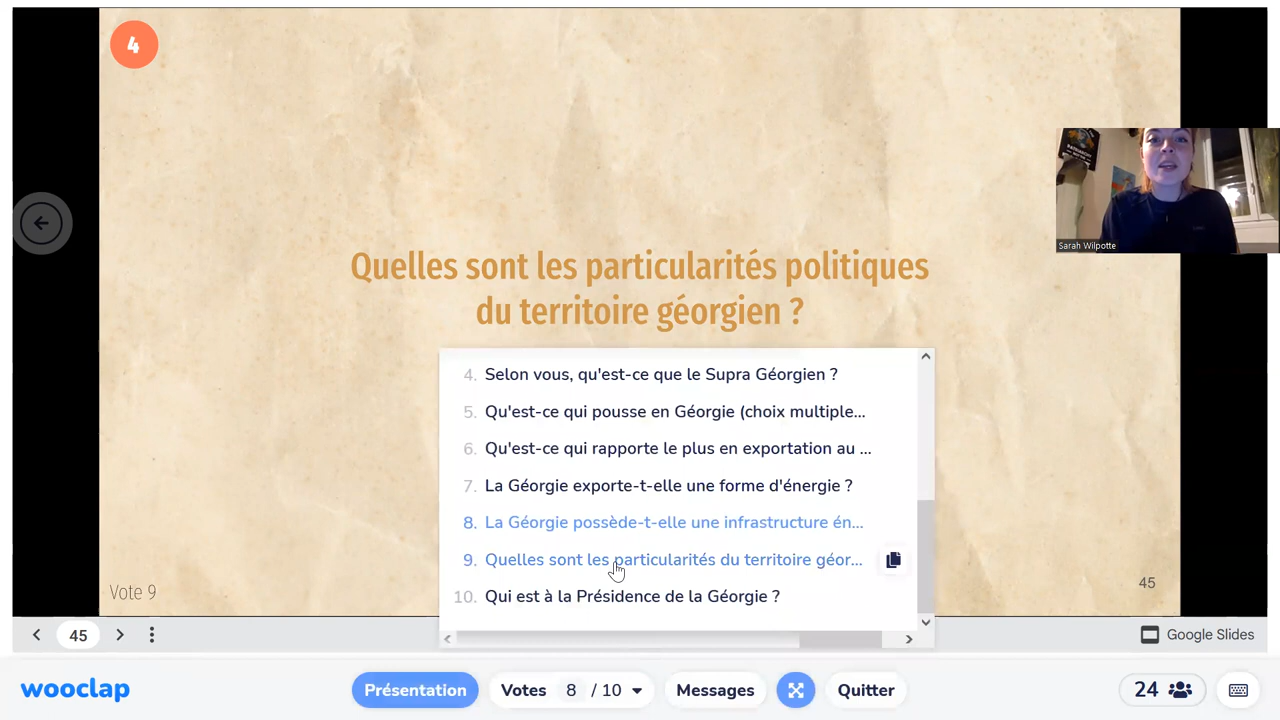 4
Quelles sont les particularités politiques
du territoire géorgien ?
Sarah Wilpotte
4. Selon vous, qu'est-ce que le Supra Géorgien ?
5. Qu'est-ce qui pousse en Géorgie (choix multiple...
6. Qu'est-ce qui rapporte le plus en exportation au ...
7. La Géorgie exporte-t-elle une forme d'énergie ?
8. La Géorgie possède-t-elle une infrastructure én...
9. Quelles sont les particularités du territoire géor...
10. Qui est à la Présidence de la Géorgie ?
Vote 9
45
45
Google Slides
wooclap
Présentation
Votes 8 / 10
Messages
Quitter
24